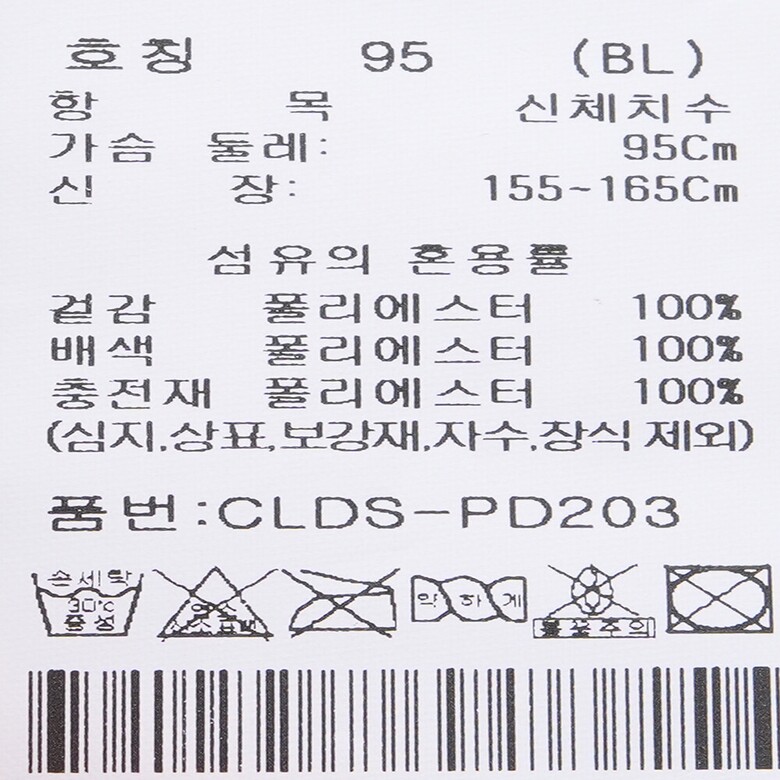 호칭 95 (BL)
항 목 신체치수
가슴 둘레: 95Cm
신 장: 155~165Cm
섬유의 혼용률
겉감 폴리에스터 100%
배색 폴리에스터 100%
충전재 폴리에스터 100%
(심지,상표,보강재,자수,장식 제외)
품번:CLDS-PD203
손세탁 약하게
30℃
중성 불꽃주의